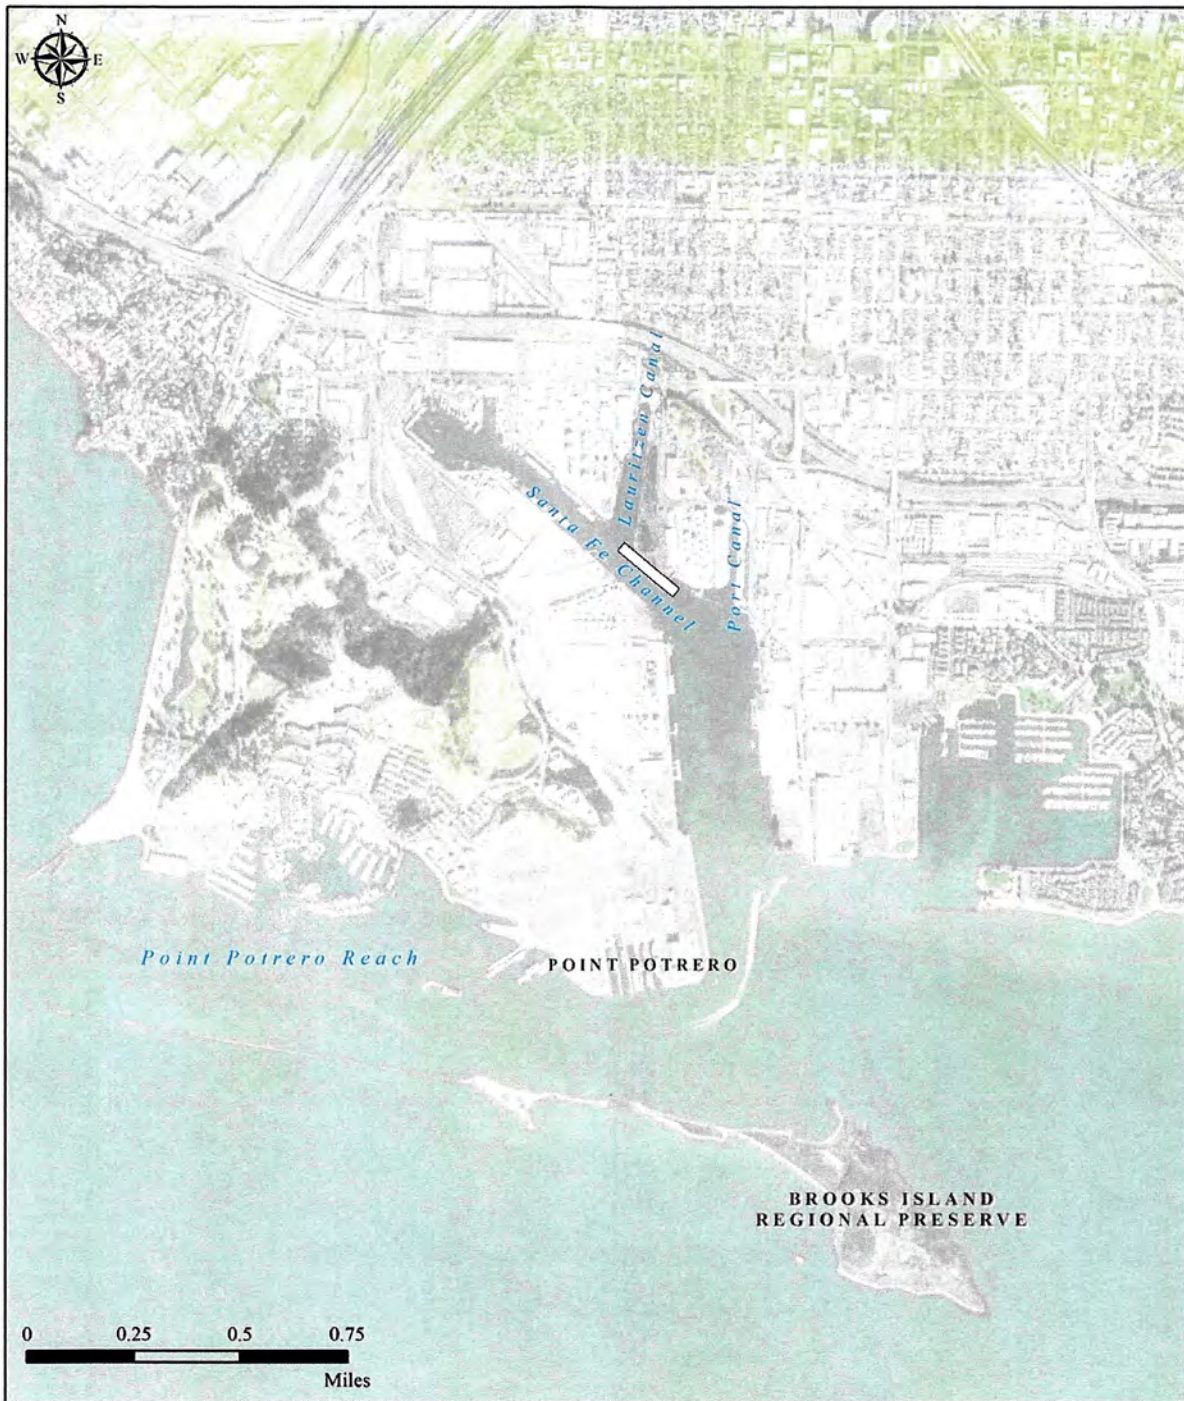 N
W E
S
Lauritzen Canal
Santa Fe Channel
Port Canal
Point Potrero Reach
POINT POTRERO
BROOKS ISLAND
REGIONAL PRESERVE
0 0.25 0.5 0.75
Miles